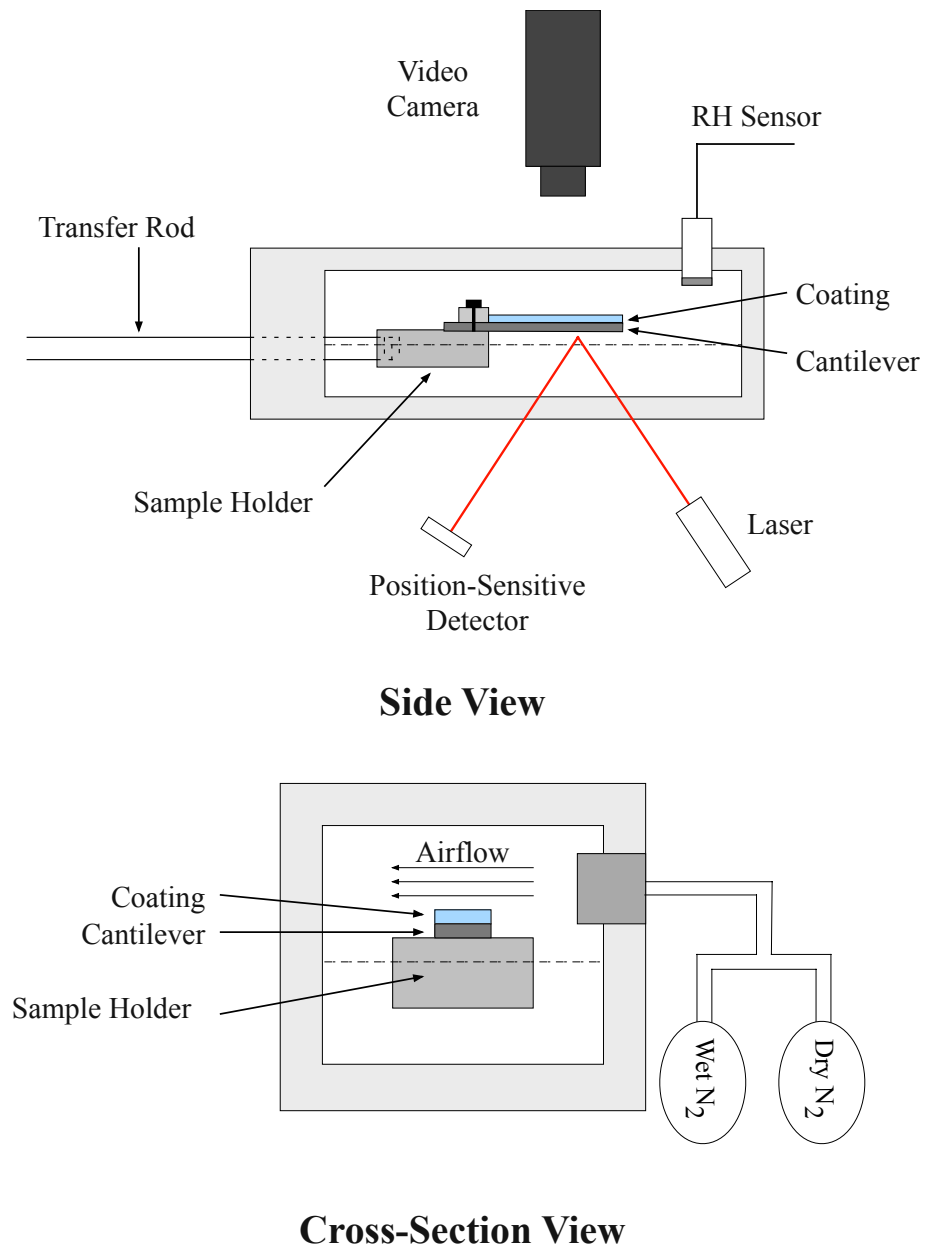 Video
Camera
RH Sensor
Transfer Rod
Coating
Cantilever
Sample Holder
Laser
Position-Sensitive
Detector
Side View
Airflow
Coating
Cantilever
Sample Holder
Wet N2
Dry N2
Cross-Section View